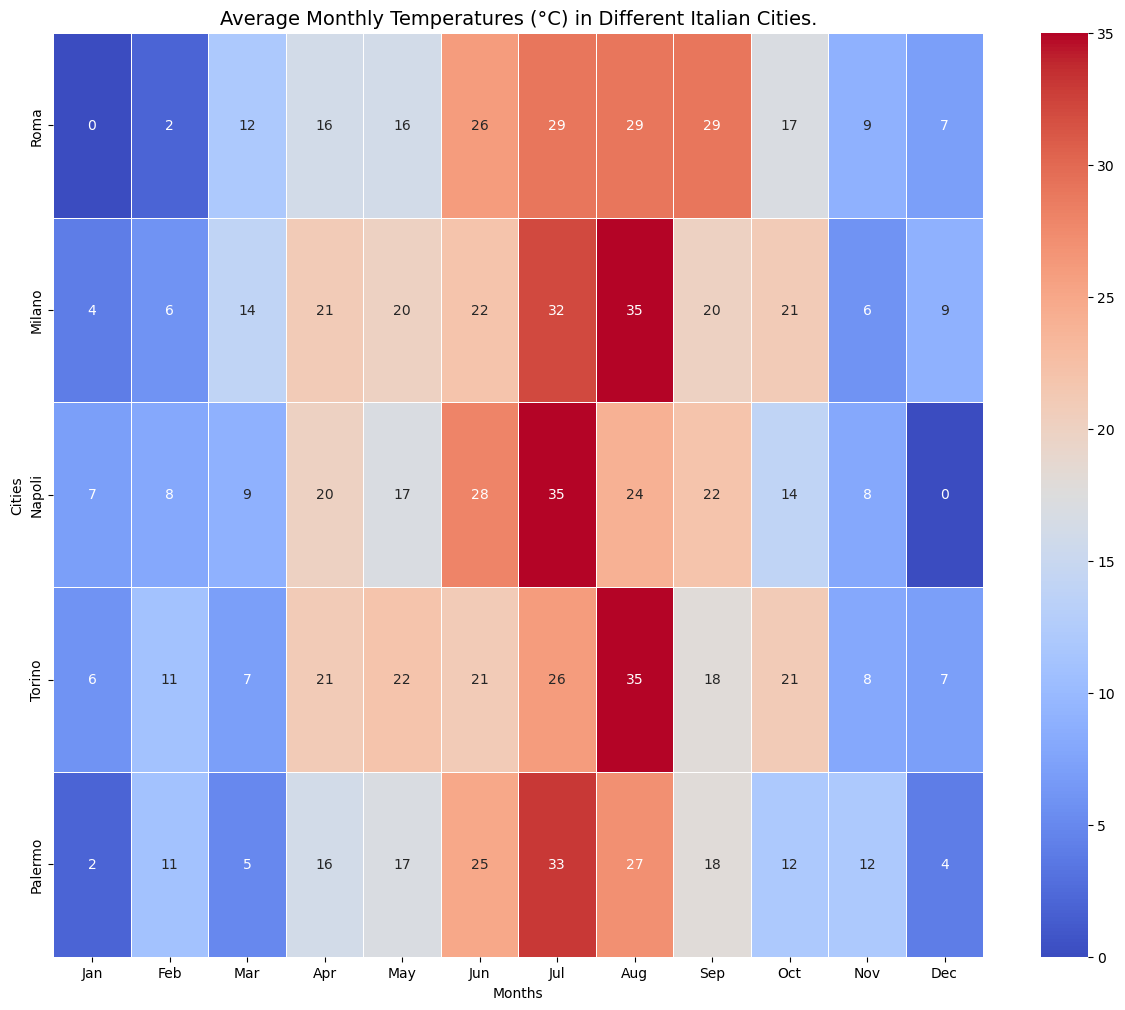 Average Monthly Temperatures (°C) in Different Italian Cities.
Cities
Roma 0 2 12 16 16 26 29 29 29 17 9 7
Milano 4 6 14 21 20 22 32 35 20 21 6 9
Napoli 7 8 9 20 17 28 35 24 22 14 8 0
Torino 6 11 7 21 22 21 26 35 18 21 8 7
Palermo 2 11 5 16 17 25 33 27 18 12 12 4
Jan Feb Mar Apr May Jun Jul Aug Sep Oct Nov Dec
Months
35
30
25
20
15
10
5
0